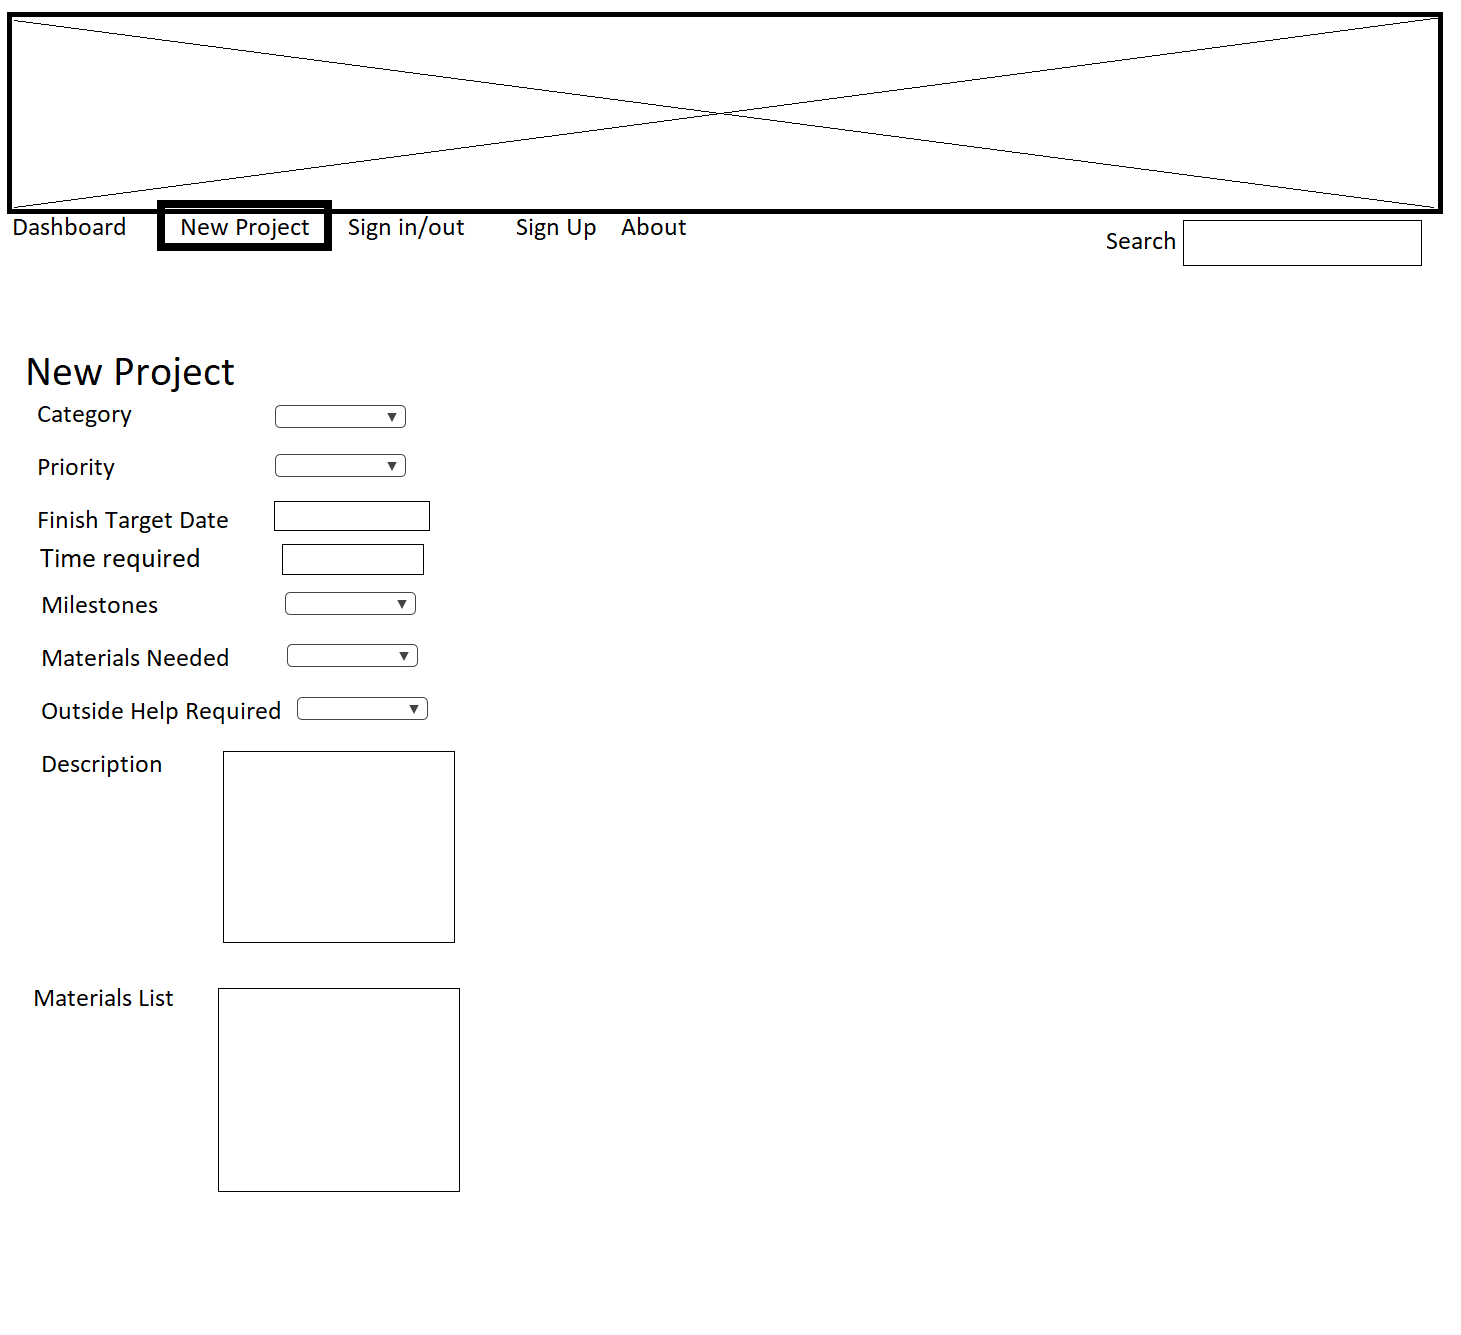 Dashboard New Project Sign in/out Sign Up About
Search
New Project
Category
Priority
Finish Target Date
Time required
Milestones
Materials Needed
Outside Help Required
Description
Materials List